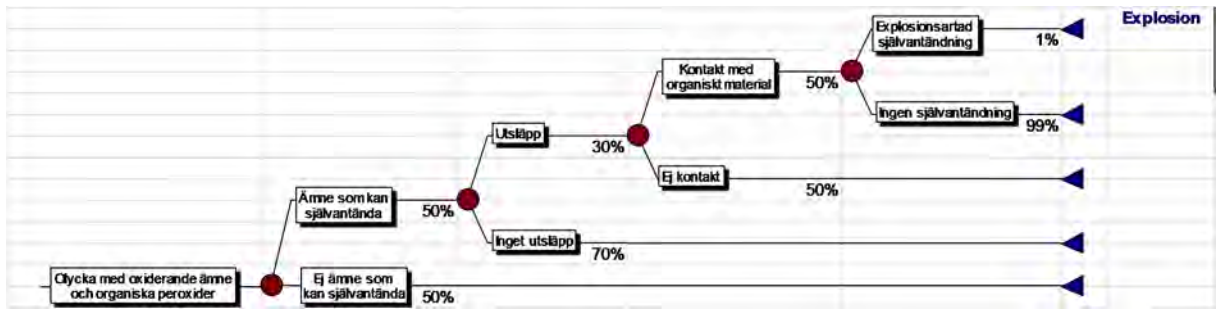 Explosion
Explosionsartad
självantändning
1%
Kontakt med
organiskt material
50%
Ingen självantändning
99%
Utsläpp
30%
Ej kontakt
50%
Ämne som kan
självantända
50%
Inget utsläpp
70%
Olycka med oxiderande ämne
och organiska peroxider
Ej ämne som
kan självantända
50%